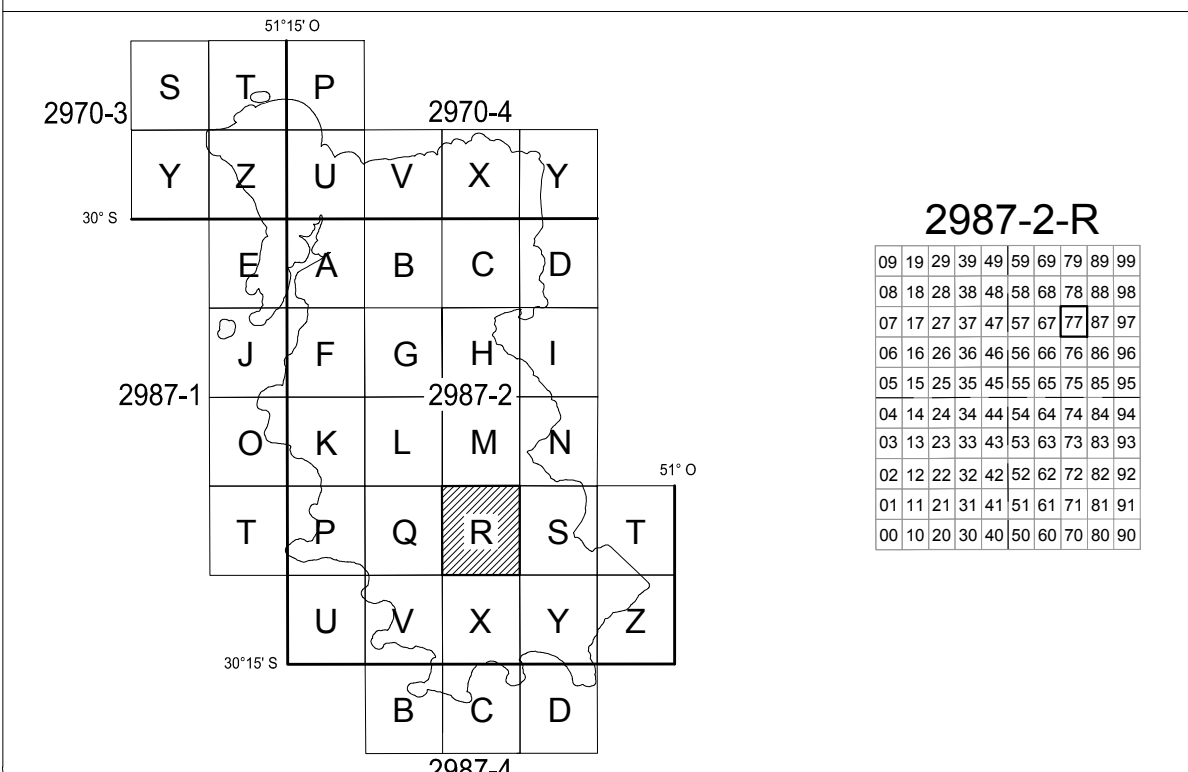 51°15' O
S T P
2970-3
2970-4
Y Z U V X Y
30° S
E A B C D
J F G H I
2987-1
2987-2
O K L M N
51° O
T P Q R S T
U V X Y Z
30°15' S
B C D
2987-4
2987-2-R
09 19 29 39 49 59 69 79 89 99
08 18 28 38 48 58 68 78 88 98
07 17 27 37 47 57 67 77 87 97
06 16 26 36 46 56 66 76 86 96
05 15 25 35 45 55 65 75 85 95
04 14 24 34 44 54 64 74 84 94
03 13 23 33 43 53 63 73 83 93
02 12 22 32 42 52 62 72 82 92
01 11 21 31 41 51 61 71 81 91
00 10 20 30 40 50 60 70 80 90